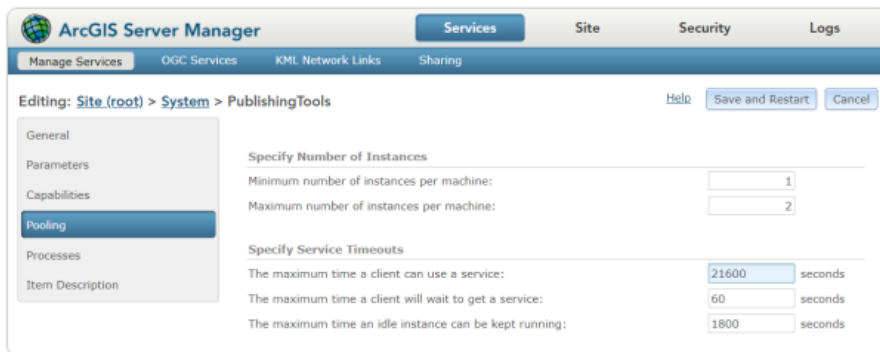 ArcGIS Server Manager Services Site Security Logs
Manage Services OGC Services KML Network Links Sharing
Editing: Site (root) > System > PublishingTools Help Save and Restart Cancel
General
Parameters
Capabilities
Pooling
Processes
Item Description
Specify Number of Instances
Minimum number of instances per machine: 1
Maximum number of instances per machine: 2
Specify Service Timeouts
The maximum time a client can use a service: 21600 seconds
The maximum time a client will wait to get a service: 60 seconds
The maximum time an idle instance can be kept running: 1800 seconds